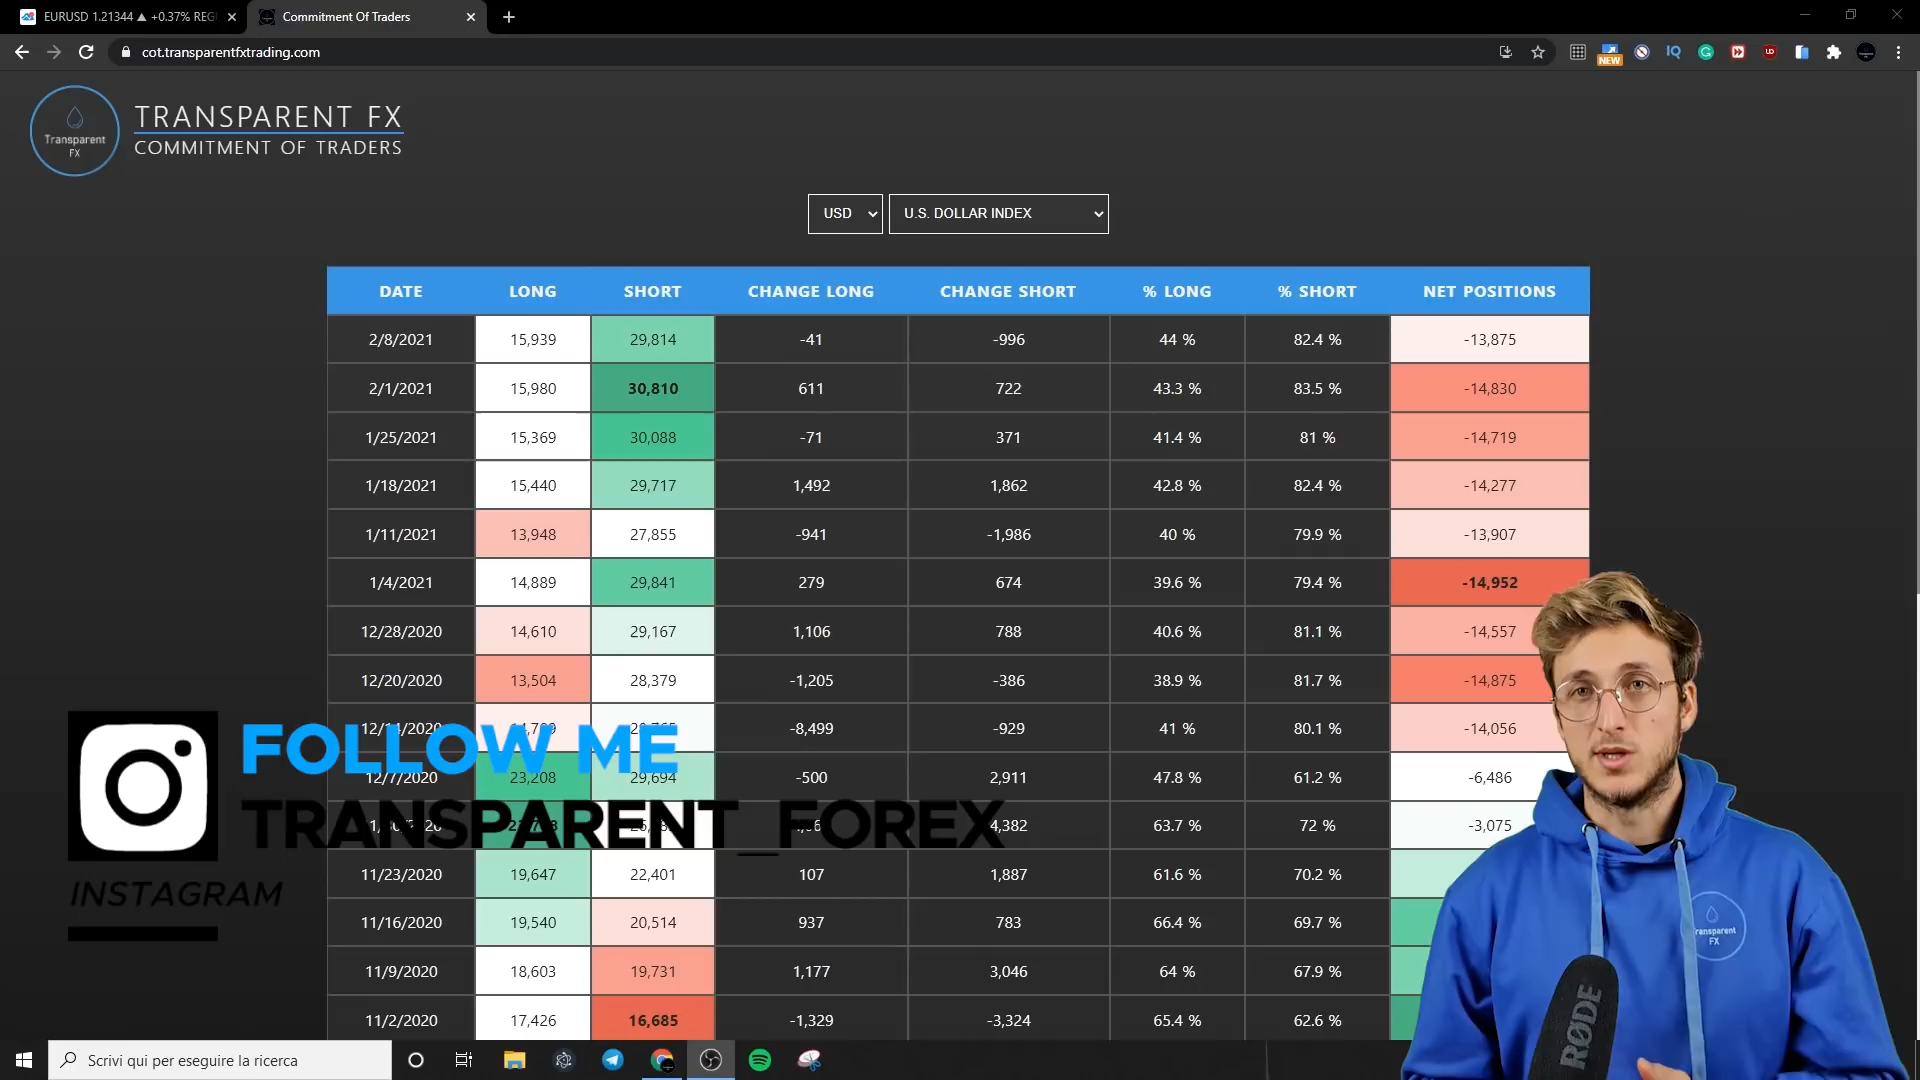 EURUSD 1.21344 ▲ +0.37% REG
Commitment Of Traders
cot.transparentfxtrading.com
NEW
Transparent
FX
TRANSPARENT FX
COMMITMENT OF TRADERS
USD
U.S. DOLLAR INDEX
DATE LONG SHORT CHANGE LONG CHANGE SHORT % LONG % SHORT NET POSITIONS
2/8/2021 15,939 29,814 -41 -996 44 % 82.4 % -13,875
2/1/2021 15,980 30,810 611 722 43.3 % 83.5 % -14,830
1/25/2021 15,369 30,088 -71 371 41.4 % 81 % -14,719
1/18/2021 15,440 29,717 1,492 1,862 42.8 % 82.4 % -14,277
1/11/2021 13,948 27,855 -941 -1,986 40 % 79.9 % -13,907
1/4/2021 14,889 29,841 279 674 39.6 % 79.4 % -14,952
12/28/2020 14,610 29,167 1,106 788 40.6 % 81.1 % -14,557
12/20/2020 13,504 28,379 -1,205 -386 38.9 % 81.7 % -14,875
-8,499 -929 41 % 80.1 % -14,056
12/7/2020 23,208 29,694 -500 2,911 47.8 % 61.2 % -6,486
4,382 63.7 % 72 % -3,075
11/23/2020 19,647 22,401 107 1,887 61.6 % 70.2 %
11/16/2020 19,540 20,514 937 783 66.4 % 69.7 %
11/9/2020 18,603 19,731 1,177 3,046 64 % 67.9 %
11/2/2020 17,426 16,685 -1,329 -3,324 65.4 % 62.6 %
FOLLOW ME
TRANSPARENT_FOREX
INSTAGRAM
ransparent
FX
RØDE
Scrivi qui per eseguire la ricerca